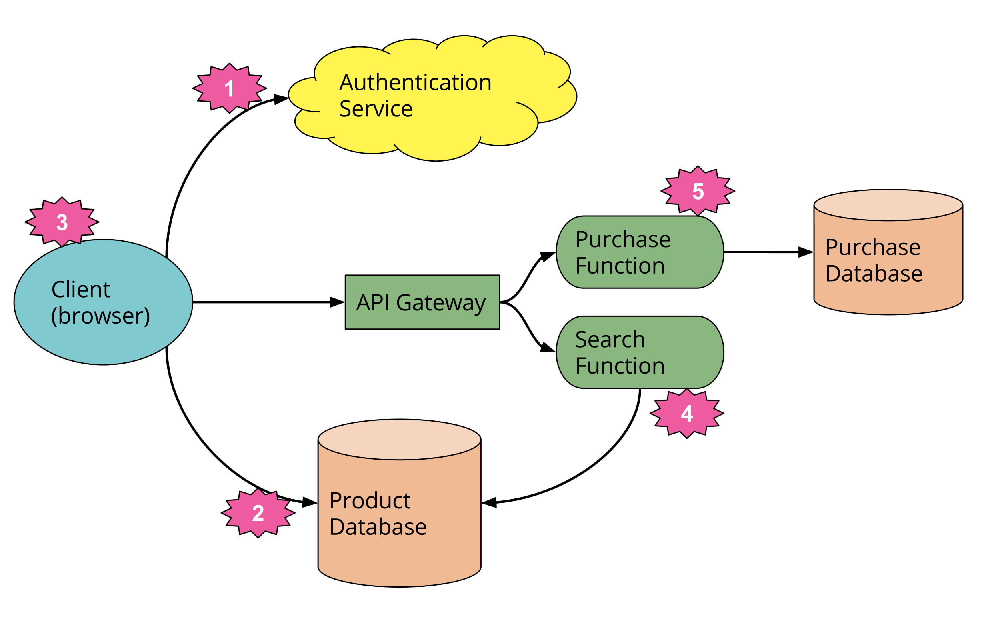 1
Authentication
Service
3
Client
(browser)
API Gateway
5
Purchase
Function
Purchase
Database
Search
Function
4
2
Product
Database